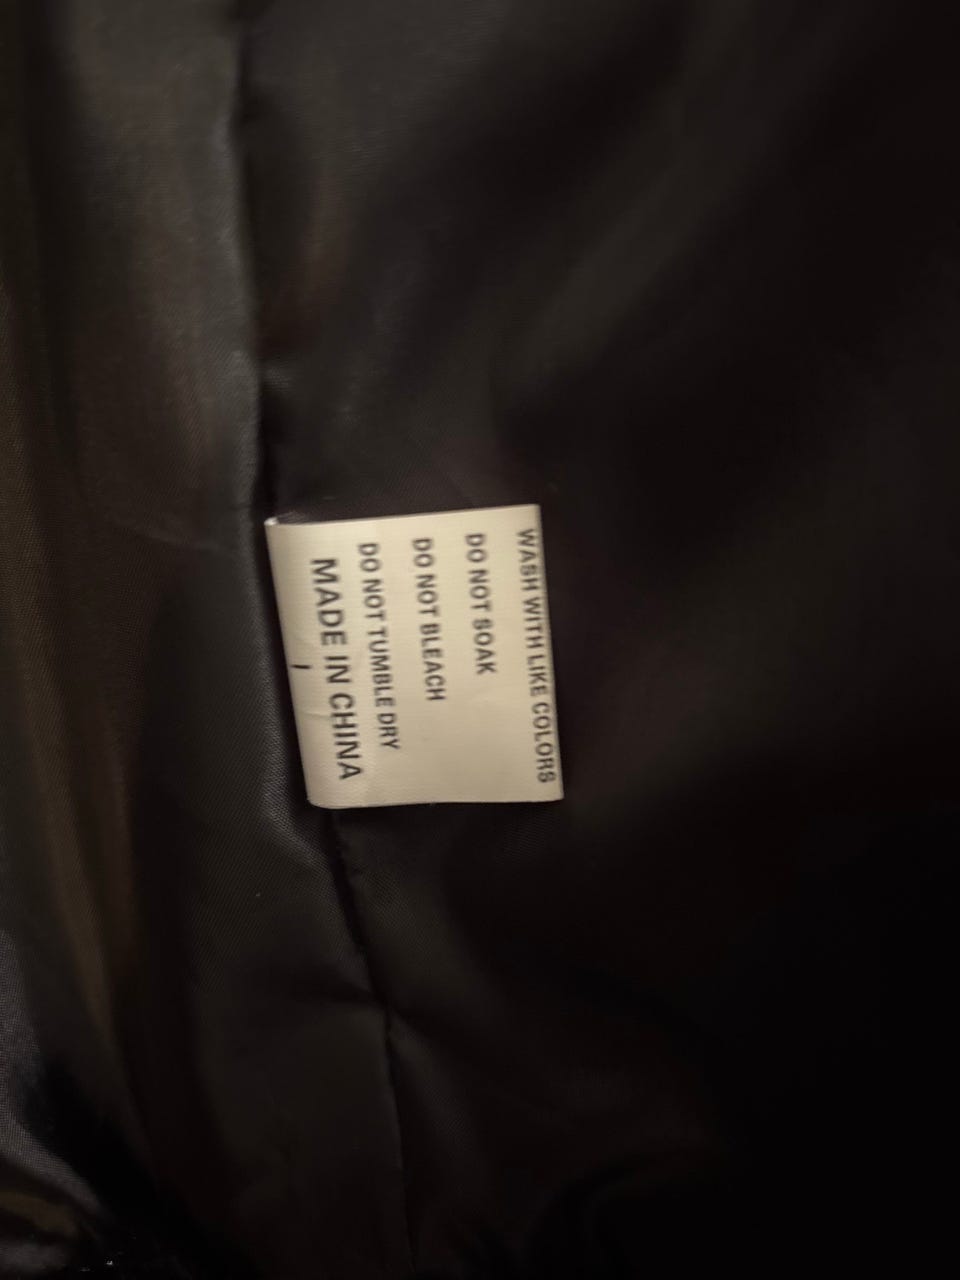 WASH WITH LIKE COLORS
DO NOT SOAK
DO NOT BLEACH
DO NOT TUMBLE DRY
MADE IN CHINA